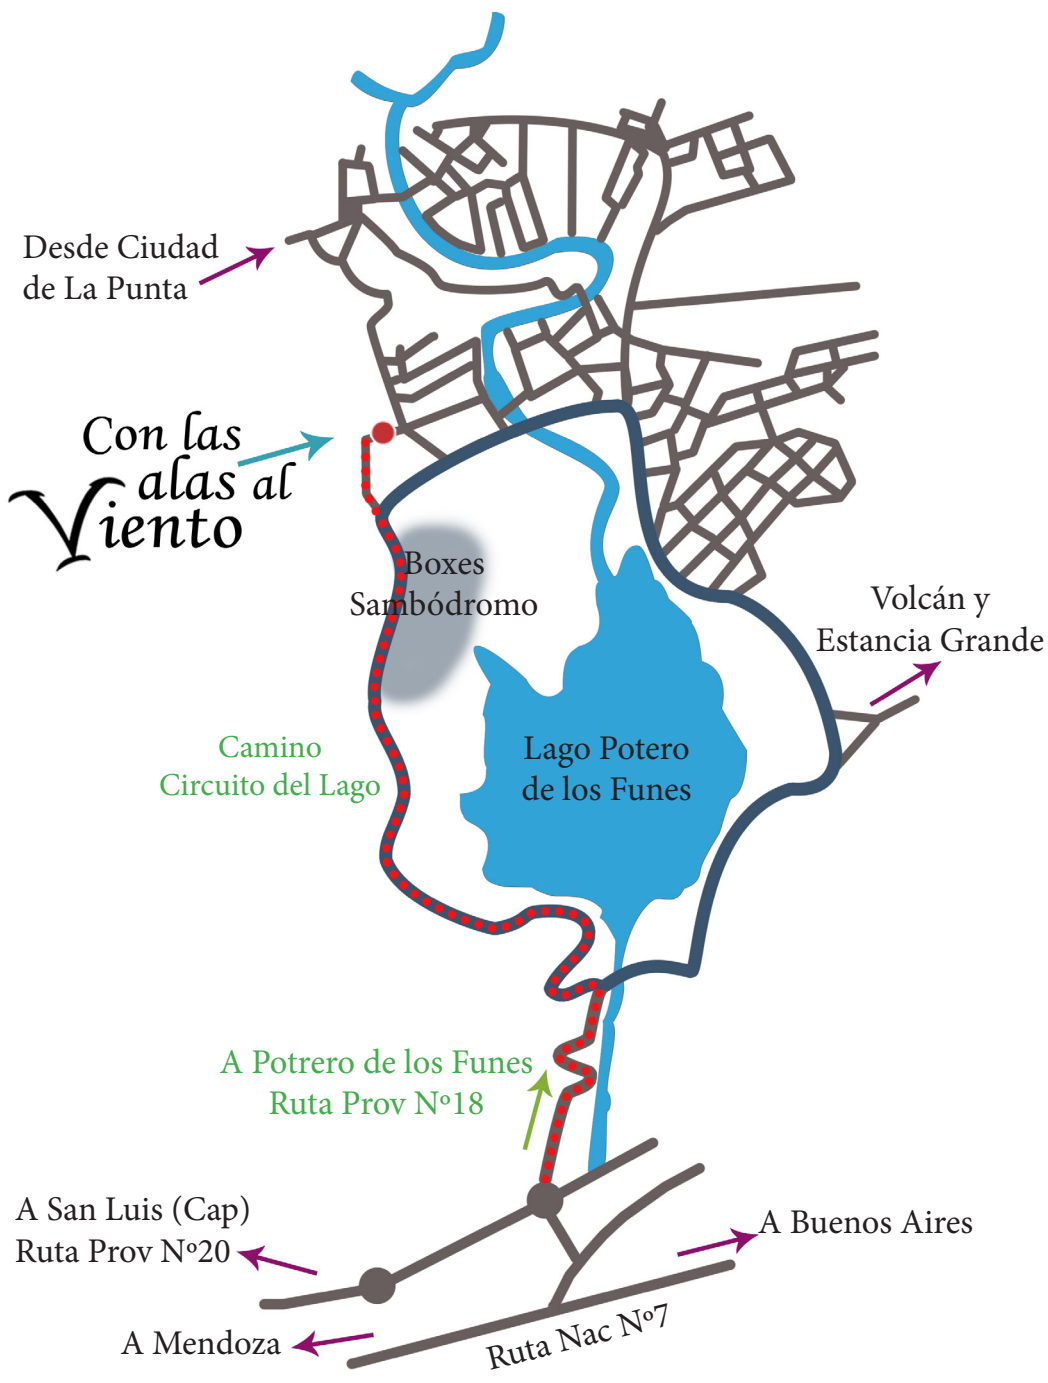 Desde Ciudad
de La Punta
Con las
alas al
Viento
Boxes
Sambódromo
Volcán y
Estancia Grande
Camino
Circuito del Lago
Lago Potero
de los Funes
A Potrero de los Funes
Ruta Prov Nº18
A San Luis (Cap)
Ruta Prov Nº20
A Buenos Aires
A Mendoza
Ruta Nac Nº7